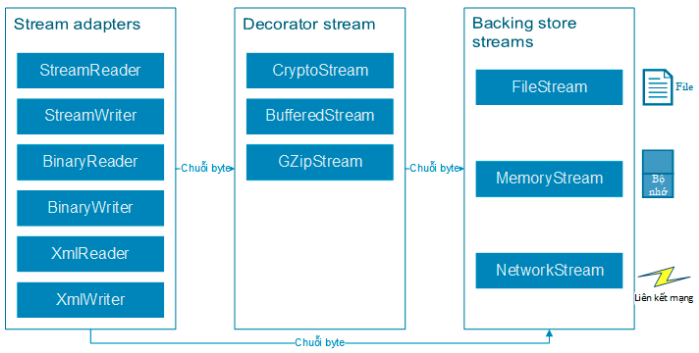 Stream adapters
StreamReader
StreamWriter
BinaryReader
BinaryWriter
XmlReader
XmlWriter
Chuỗi byte
Decorator stream
CryptoStream
BufferedStream
GZipStream
Chuỗi byte
Backing store
streams
FileStream
File
MemoryStream
Bộ
nhớ
NetworkStream
Liên kết mạng
Chuỗi byte